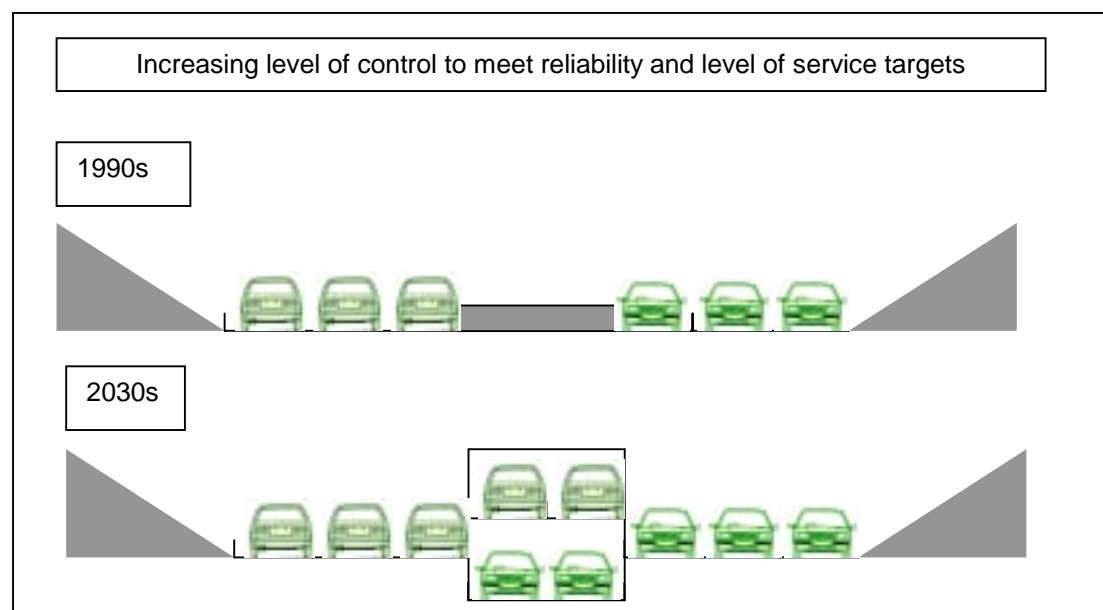 Increasing level of control to meet reliability and level of service targets
1990s
2030s